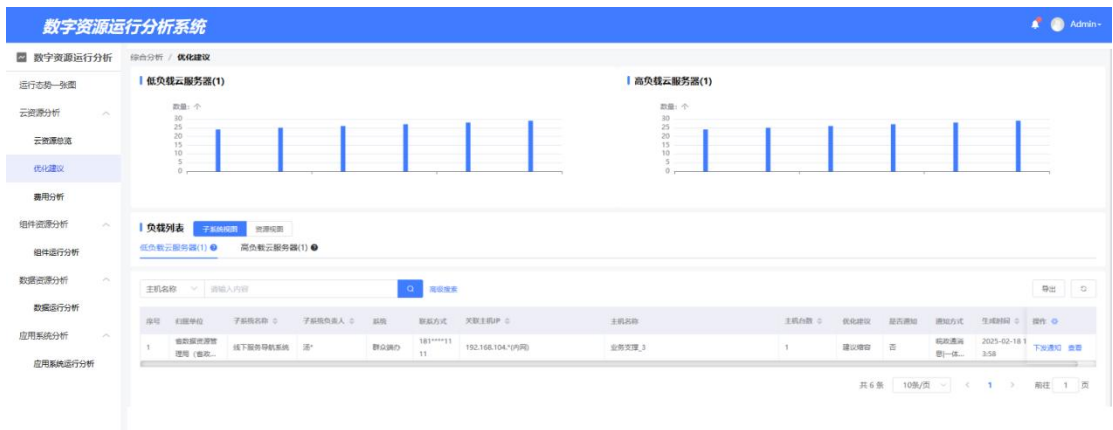 数字资源运行分析系统
Admin
数字资源运行分析
综合分析 / 优化建议
运行态势一张图
云资源分析
云资源总览
优化建议
费用分析
组件资源分析
组件运行分析
数据资源分析
数据运行分析
应用系统分析
应用系统运行分析
低负载云服务器(1)
数量：个
30
25
20
15
10
5
0
高负载云服务器(1)
数量：个
30
25
20
15
10
5
0
负载列表 子系统视图 资源视图
低负载云服务器(1) 高负载云服务器(1)
主机名称 请输入内容 高级搜索 导出
序号 归属单位 子系统名称 子系统负责人 系统 联系方式 关联主机IP 主机名称 主机台数 优化建议 是否通知 通知方式 生成时间 操作
1 省数据资源管理局（省政... 线下服务导航系统 汤* 群众端办 181****1111 192.168.104.*(内网) 业务支撑_3 1 建议缩容 否 皖政通消息|一体... 2025-02-18 13:58 下发通知 查看
共 6 条 10条/页 < 1 > 前往 1 页